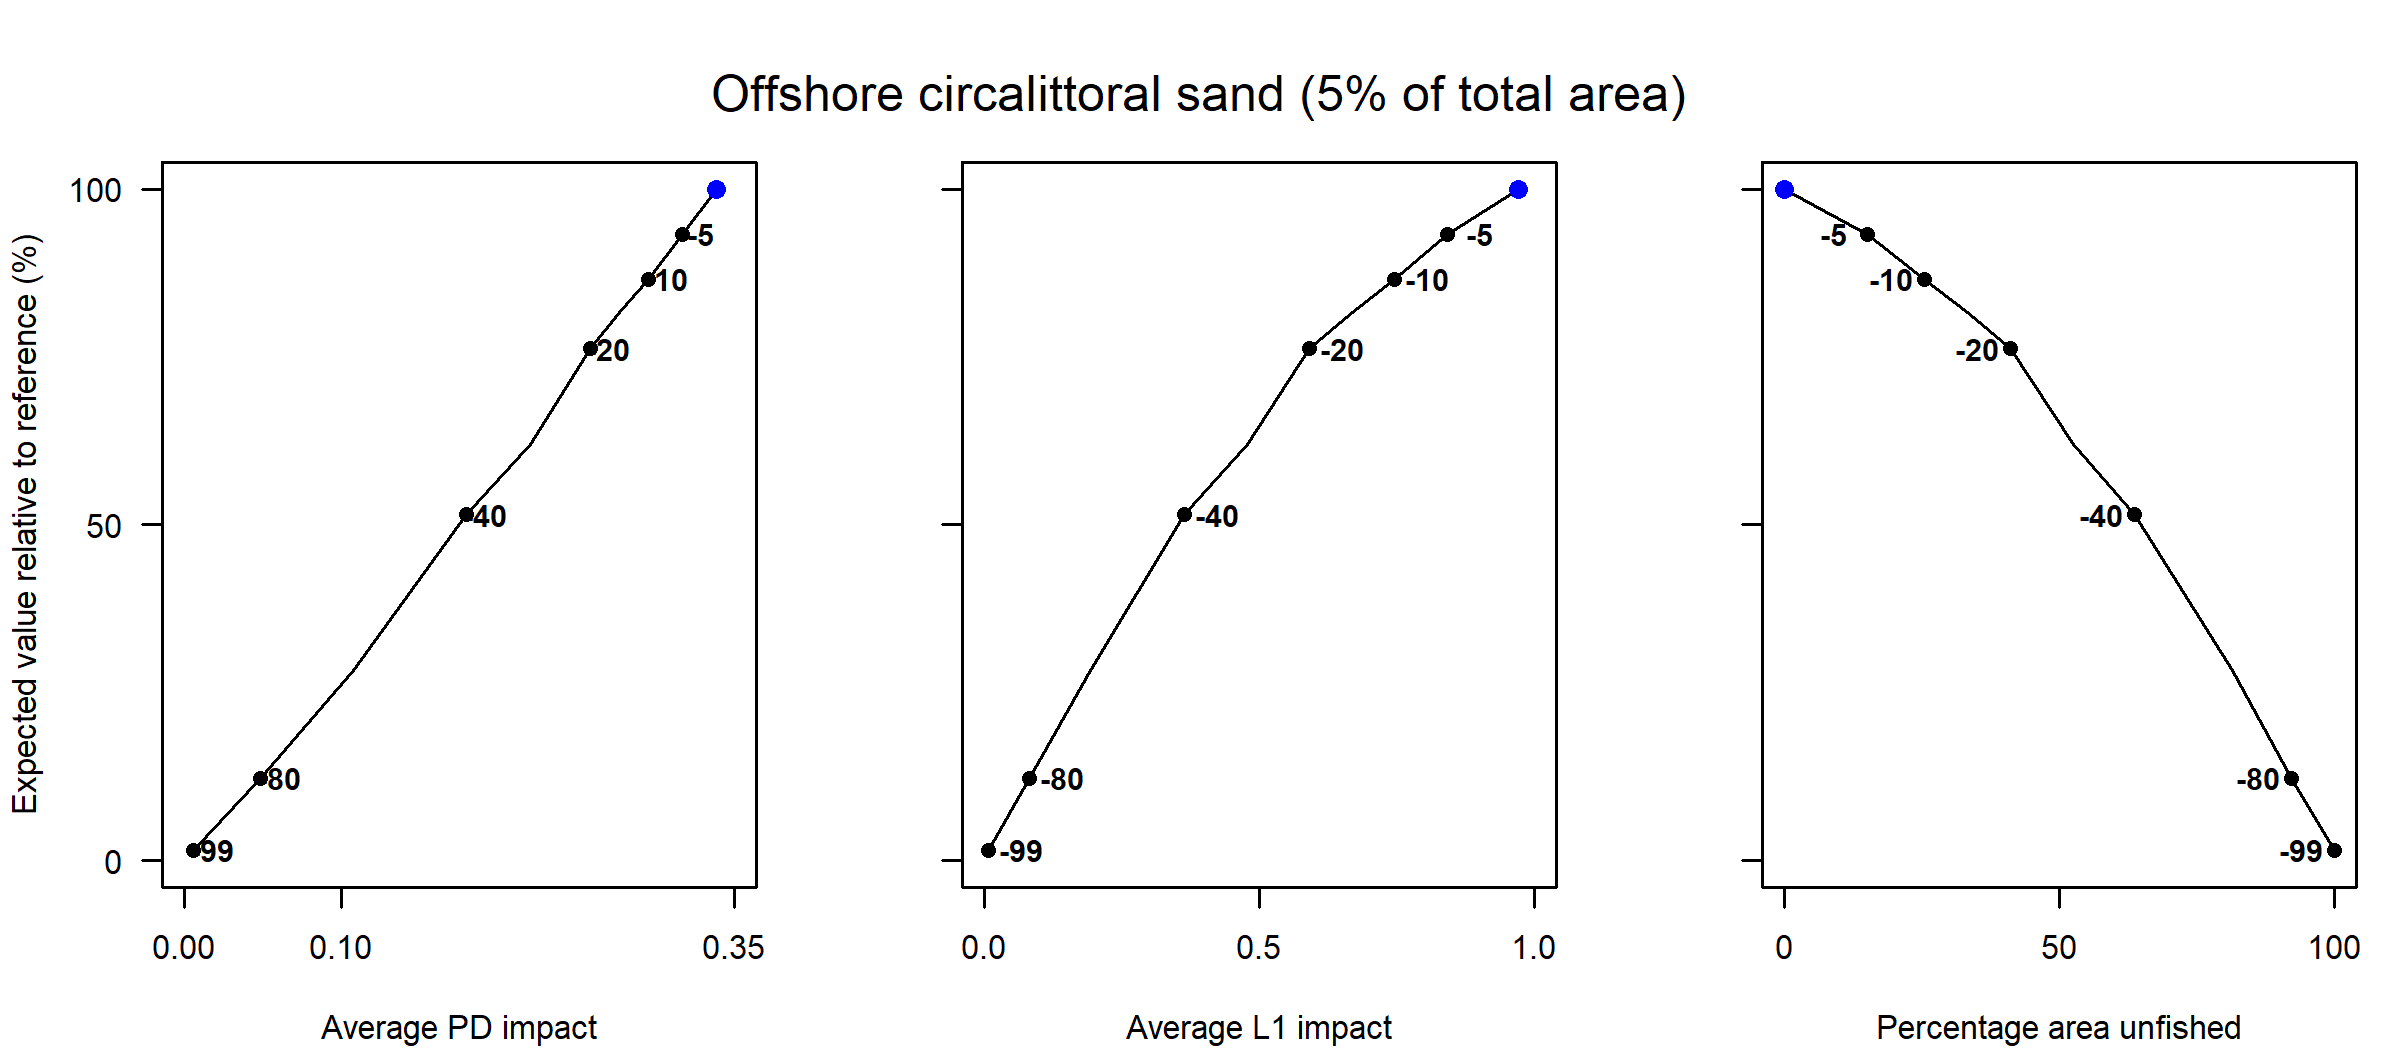 Offshore circalittoral sand (5% of total area)
Expected value relative to reference (%)
100
50
0
-5
10
20
40
80
99
0.00 0.10 0.35
Average PD impact
-5
-10
-20
-40
-80
-99
0.0 0.5 1.0
Average L1 impact
-5
-10
-20
-40
-80
-99
0 50 100
Percentage area unfished